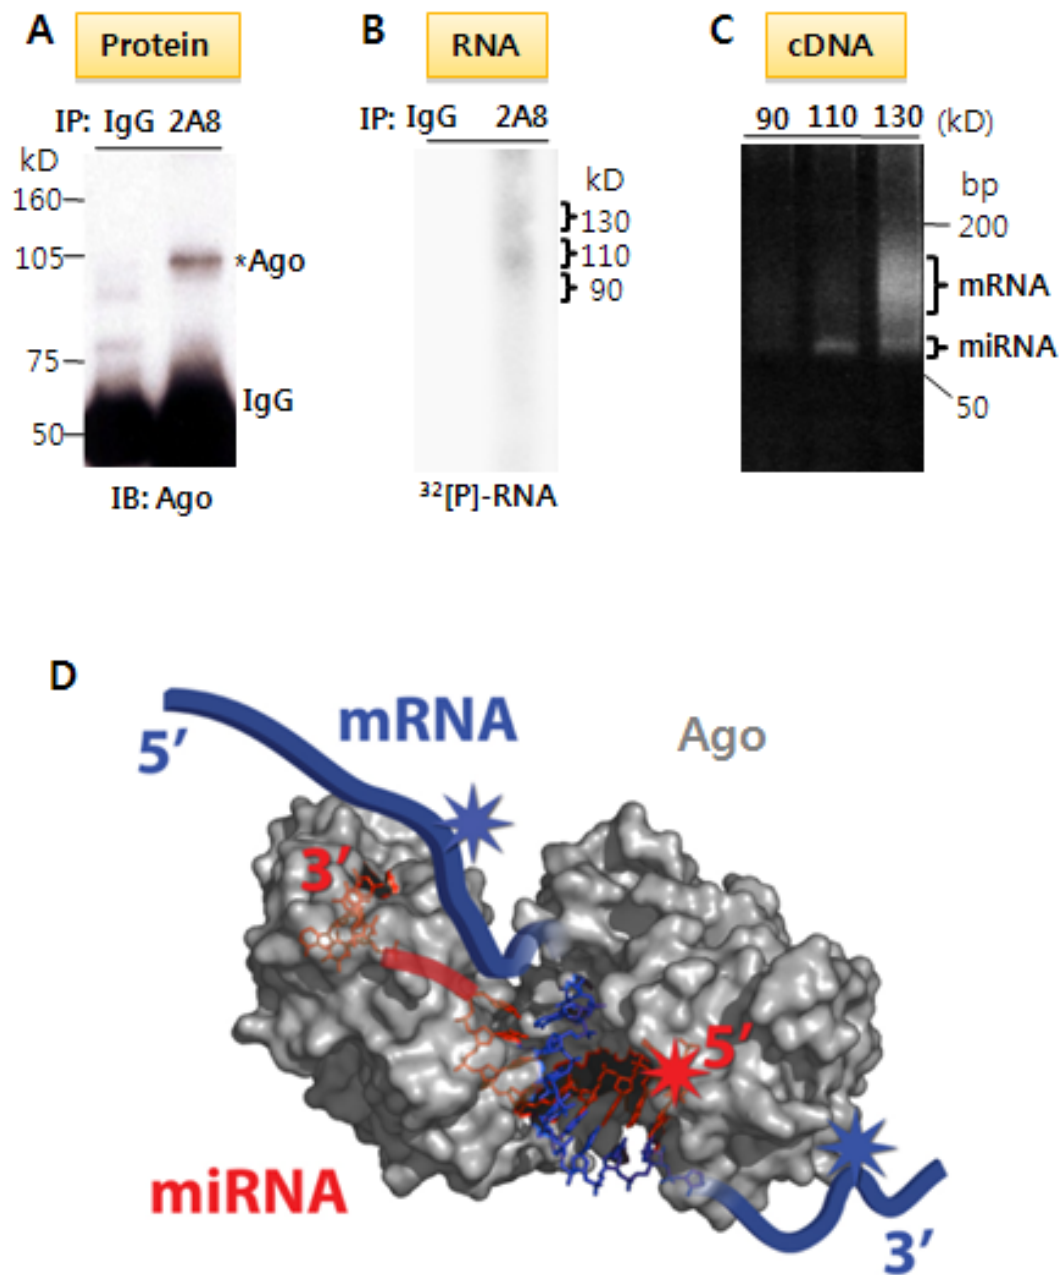 A Protein
IP: IgG 2A8
kD
160
105
*Ago
75
IgG
50
IB: Ago
B RNA
IP: IgG 2A8
kD
130
110
90
³²[P]-RNA
C cDNA
90 110 130 (kD)
bp
200
mRNA
miRNA
50
D
mRNA
Ago
5′
3′
5′
miRNA
3′